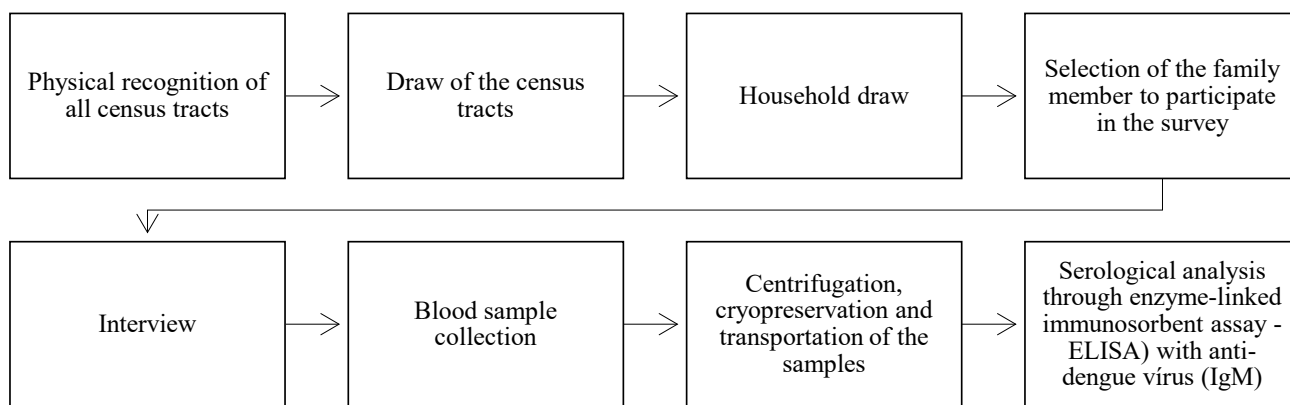 Physical recognition of
all census tracts
Draw of the census
tracts
Household draw
Selection of the family
member to participate
in the survey
Interview
Blood sample
collection
Centrifugation,
cryopreservation and
transportation of the
samples
Serological analysis
through enzyme-linked
immunosorbent assay -
ELISA) with anti-
dengue vírus (IgM)